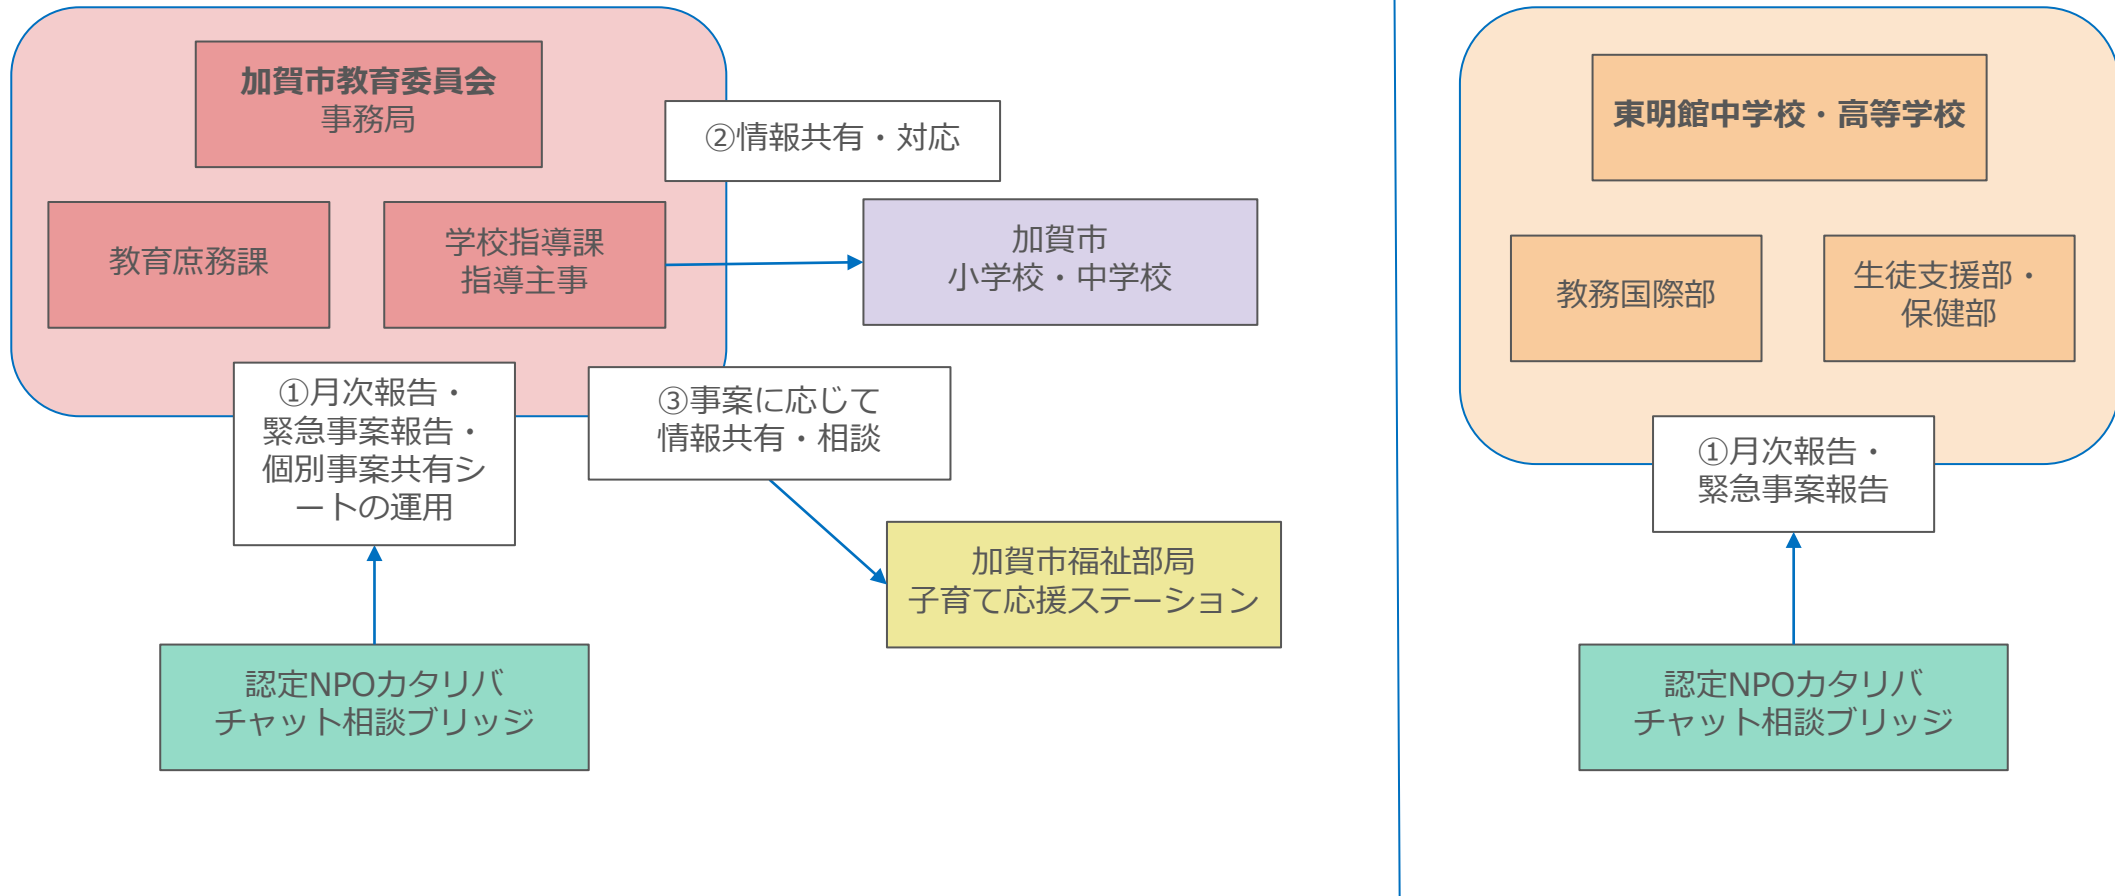 加賀市教育委員会
事務局
②情報共有・対応
教育庶務課
学校指導課
指導主事
加賀市
小学校・中学校
①月次報告・
緊急事案報告・
個別事案共有シ
ートの運用
③事案に応じて
情報共有・相談
加賀市福祉部局
子育て応援ステーション
認定NPOカタリバ
チャット相談ブリッジ
東明館中学校・高等学校
教務国際部
生徒支援部・
保健部
①月次報告・
緊急事案報告
認定NPOカタリバ
チャット相談ブリッジ